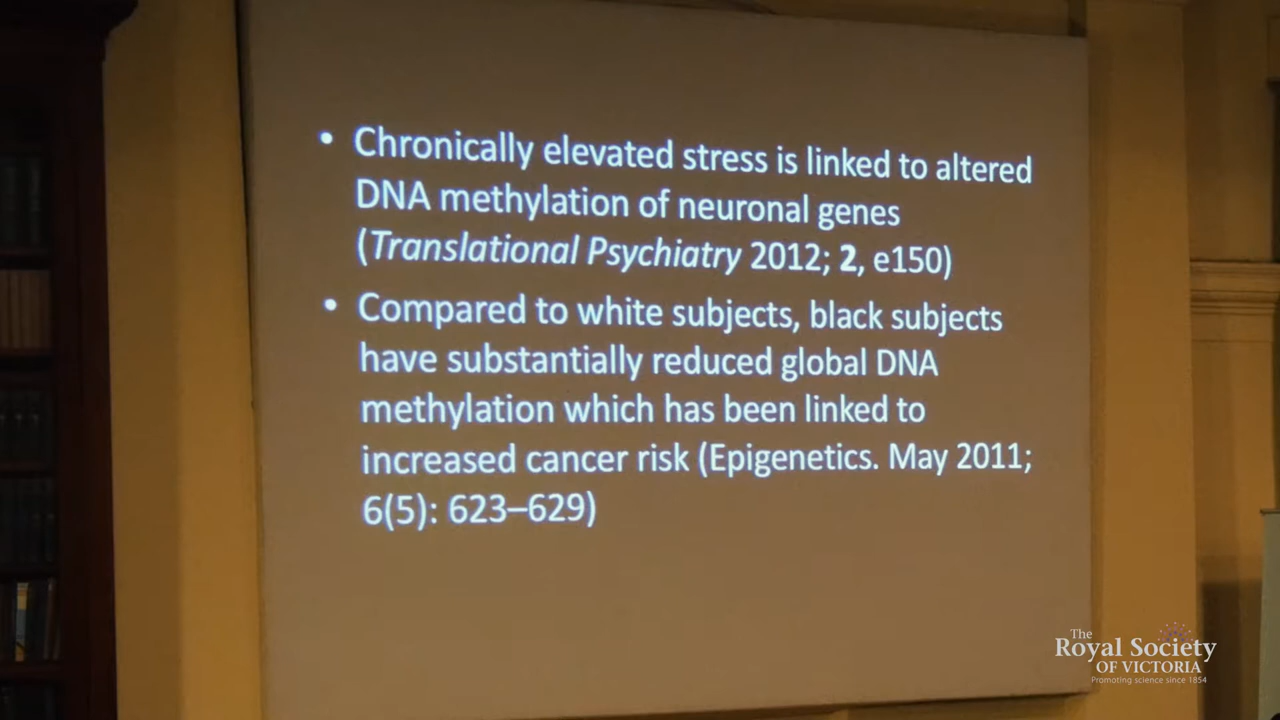 • Chronically elevated stress is linked to altered
DNA methylation of neuronal genes
(Translational Psychiatry 2012; 2, e150)
• Compared to white subjects, black subjects
have substantially reduced global DNA
methylation which has been linked to
increased cancer risk (Epigenetics. May 2011;
6(5): 623–629)
The
Royal Society
OF VICTORIA
Promoting science since 1854